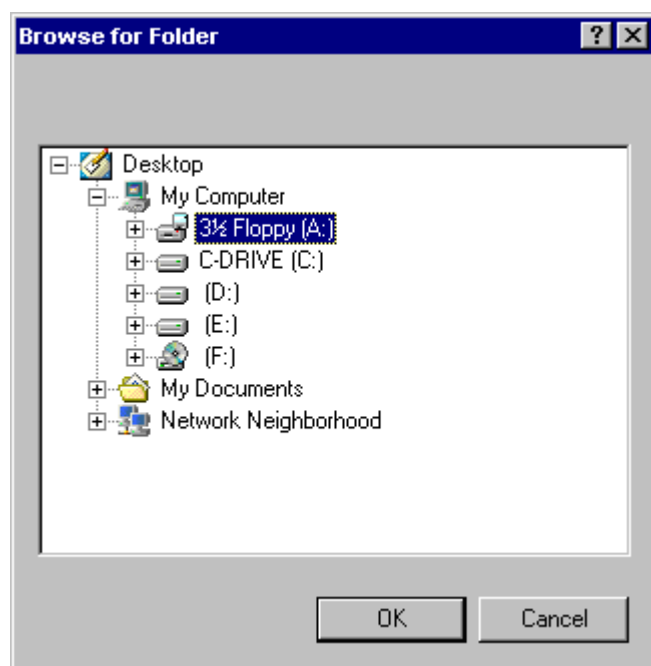 Browse for Folder
Desktop
My Computer
3½ Floppy (A:)
C-DRIVE (C:)
(D:)
(E:)
(F:)
My Documents
Network Neighborhood
OK Cancel